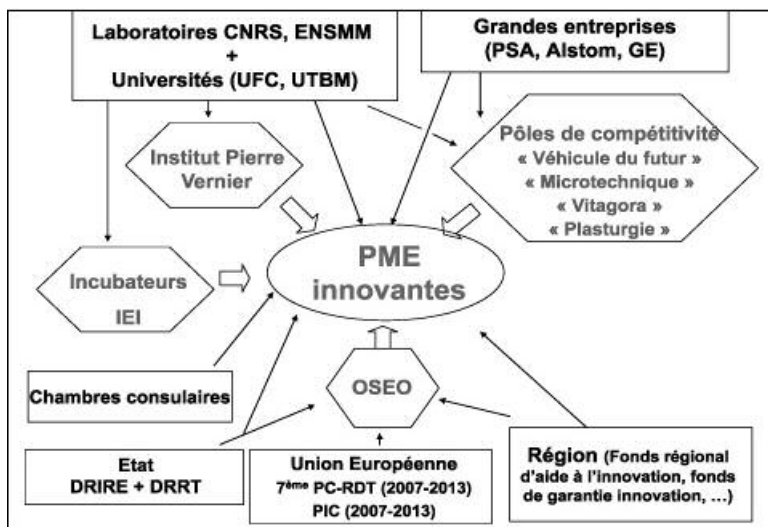 Laboratoires CNRS, ENSMM
+
Universités (UFC, UTBM)
Grandes entreprises
(PSA, Alstom, GE)
Institut Pierre
Vernier
Pôles de compétitivité
« Véhicule du futur »
« Microtechnique »
« Vitagora »
« Plasturgie »
Incubateurs
IEI
PME
innovantes
Chambres consulaires
OSEO
Etat
DRIRE + DRRT
Union Européenne
7ème PC-RDT (2007-2013)
PIC (2007-2013)
Région (Fonds régional
d'aide à l'innovation, fonds
de garantie innovation, …)